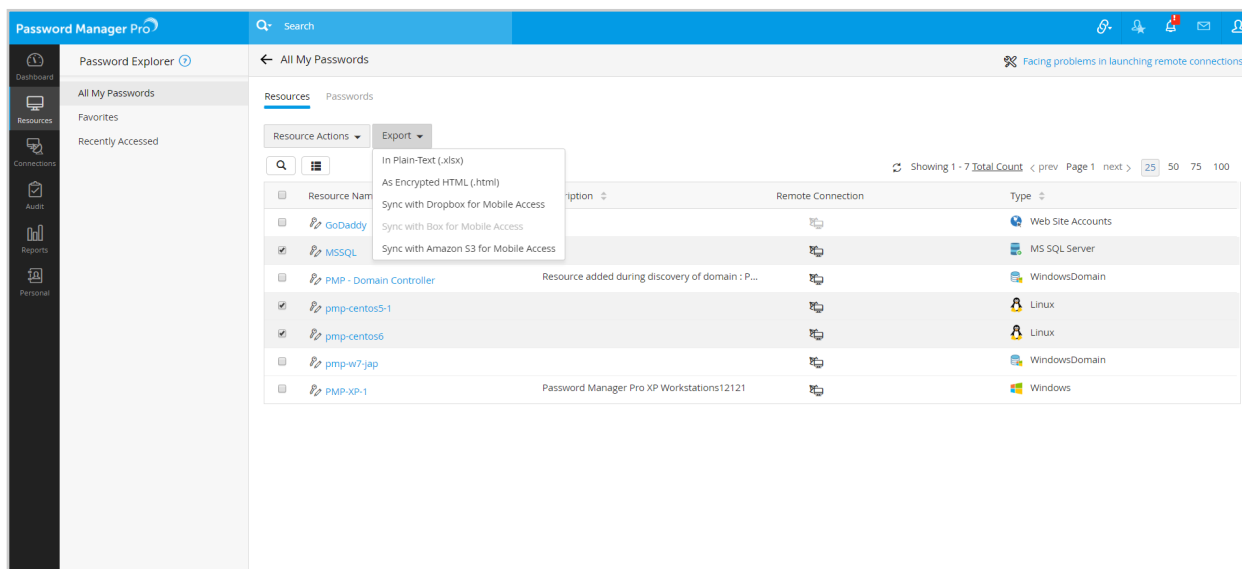 Password Manager Pro
Search
Dashboard
Resources
Connections
Audit
Reports
Personal
Password Explorer ?
All My Passwords
Favorites
Recently Accessed
← All My Passwords
Facing problems in launching remote connections
Resources Passwords
Resource Actions Export
In Plain-Text (.xlsx)
As Encrypted HTML (.html)
Sync with Dropbox for Mobile Access
Sync with Box for Mobile Access
Sync with Amazon S3 for Mobile Access
Showing 1 - 7 Total Count < prev Page 1 next > 25 50 75 100
Resource Nam ription Remote Connection Type
GoDaddy Web Site Accounts
MSSQL MS SQL Server
PMP - Domain Controller Resource added during discovery of domain : P... WindowsDomain
pmp-centos5-1 Linux
pmp-centos6 Linux
pmp-w7-jap WindowsDomain
PMP-XP-1 Password Manager Pro XP Workstations12121 Windows